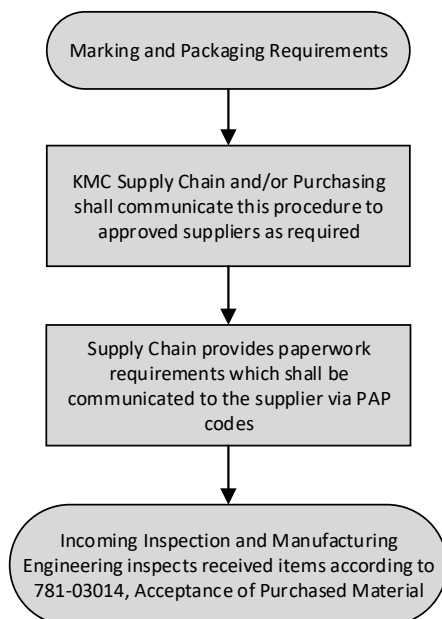 Marking and Packaging Requirements
KMC Supply Chain and/or Purchasing
shall communicate this procedure to
approved suppliers as required
Supply Chain provides paperwork
requirements which shall be
communicated to the supplier via PAP
codes
Incoming Inspection and Manufacturing
Engineering inspects received items according to
781-03014, Acceptance of Purchased Material